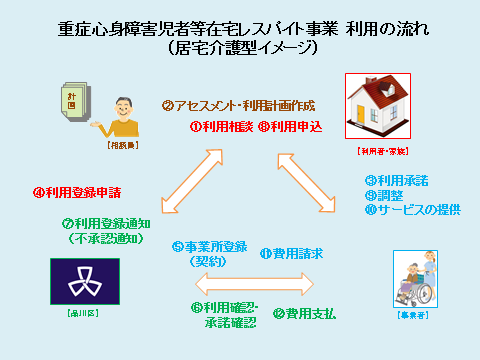 重症心身障害児者等在宅レスパイト事業 利用の流れ
（居宅介護型イメージ）
計画
②アセスメント・利用計画作成
①利用相談 ⑧利用申込
【相談員】
【利用者・家族】
③利用承諾
⑨調整
⑩サービスの提供
④利用登録申請
⑦利用登録通知
（不承認通知）
⑤事業所登録
（契約）
⑪費用請求
⑥利用確認・
承諾確認
⑫費用支払
【品川区】
【事業者】